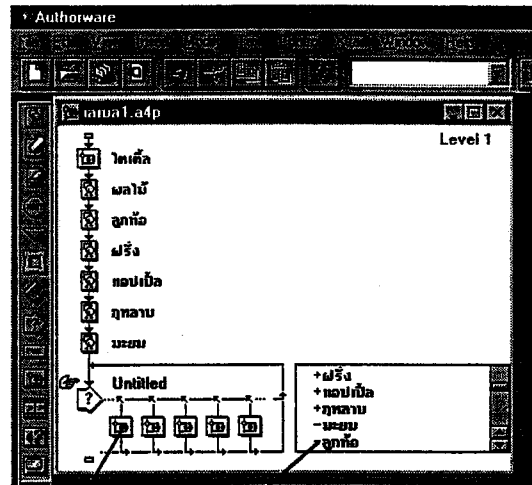 Authorware
เลเบล1.a4p
Level 1
ไตเติ้ล
ผลไม้
ลูกท้อ
ฝรั่ง
แอปเปิ้ล
กุหลาบ
มะยม
Untitled
?
+ฝรั่ง
+แอปเปิ้ล
+กุหลาบ
-มะยม
-ลูกท้อ